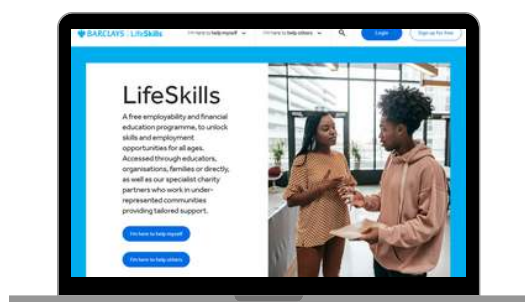 BARCLAYS LifeSkills
I'm here to help myself
I'm here to help others
Login
Sign up for free
LifeSkills
A free employability and financial
education programme, to unlock
skills and employment
opportunities for all ages.
Accessed through educators,
organisations, families or directly,
as well as our specialist charity
partners who work in under-
represented communities
providing tailored support.
I'm here to help myself
I'm here to help others